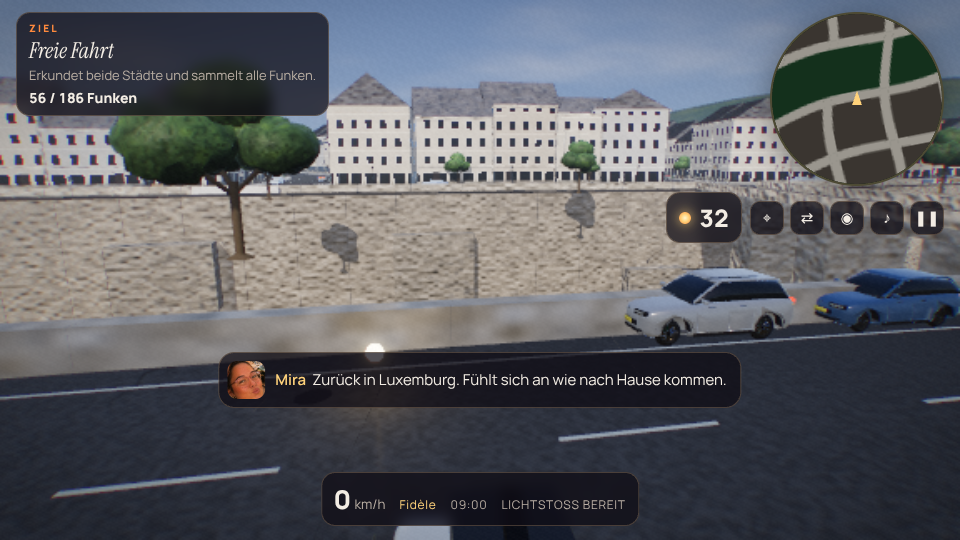 ZIEL
Freie Fahrt
Erkundet beide Städte und sammelt alle Funken.
56 / 186 Funken
32
Mira Zurück in Luxemburg. Fühlt sich an wie nach Hause kommen.
0 km/h Fidèle 09:00 LICHTSTOSS BEREIT